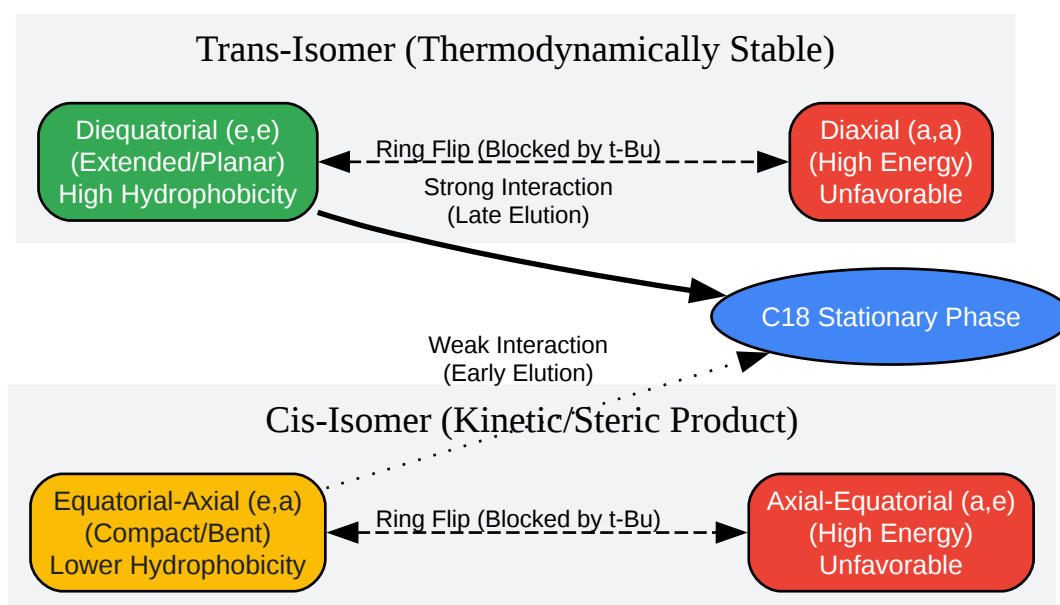 Trans-Isomer (Thermodynamically Stable)
Diequatorial (e,e)
(Extended/Planar)
High Hydrophobicity
Ring Flip (Blocked by t-Bu)
Diaxial (a,a)
(High Energy)
Unfavorable
Strong Interaction
(Late Elution)
C18 Stationary Phase
Weak Interaction
(Early Elution)
Cis-Isomer (Kinetic/Steric Product)
Equatorial-Axial (e,a)
(Compact/Bent)
Lower Hydrophobicity
Ring Flip (Blocked by t-Bu)
Axial-Equatorial (a,e)
(High Energy)
Unfavorable